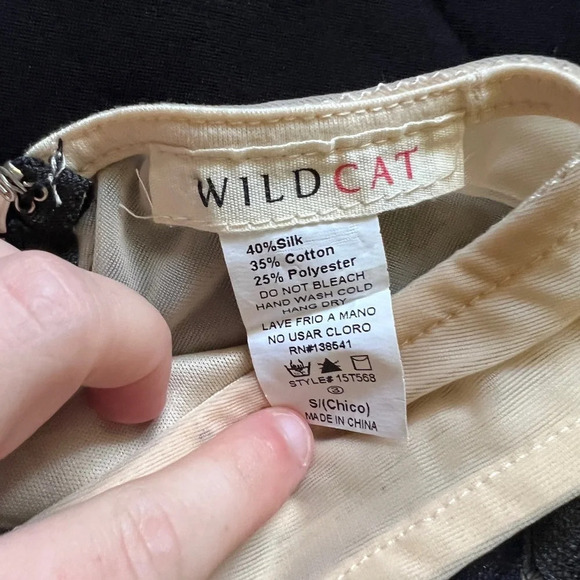 WILDCAT
40%Silk
35% Cotton
25% Polyester
DO NOT BLEACH
HAND WASH COLD
HANG DRY
LAVE FRIO A MANO
NO USAR CLORO
RN#138541
STYLE#15T568
3
S/(Chico)
MADE IN CHINA